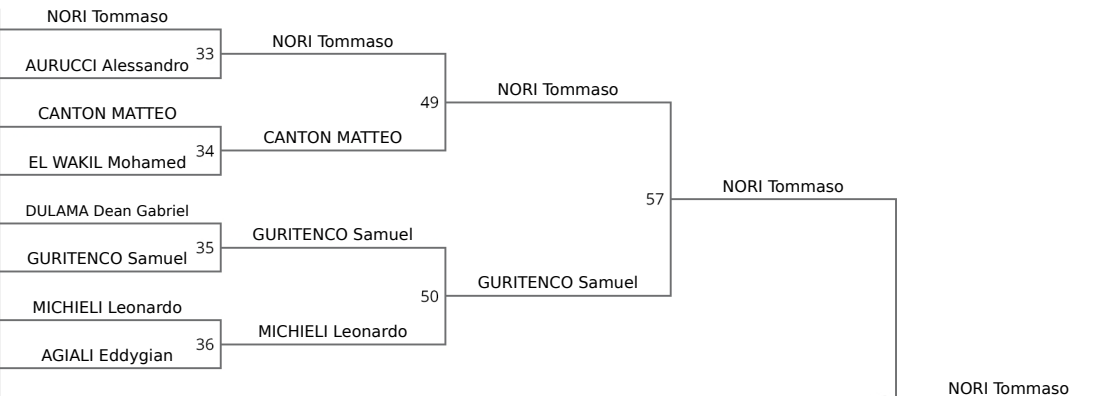 NORI Tommaso
33
AURUCCI Alessandro
NORI Tommaso
CANTON MATTEO
34
EL WAKIL Mohamed
CANTON MATTEO
49
NORI Tommaso
DULAMA Dean Gabriel
35
GURITENCO Samuel
GURITENCO Samuel
MICHIELI Leonardo
36
AGIALI Eddygian
MICHIELI Leonardo
50
GURITENCO Samuel
57
NORI Tommaso
NORI Tommaso